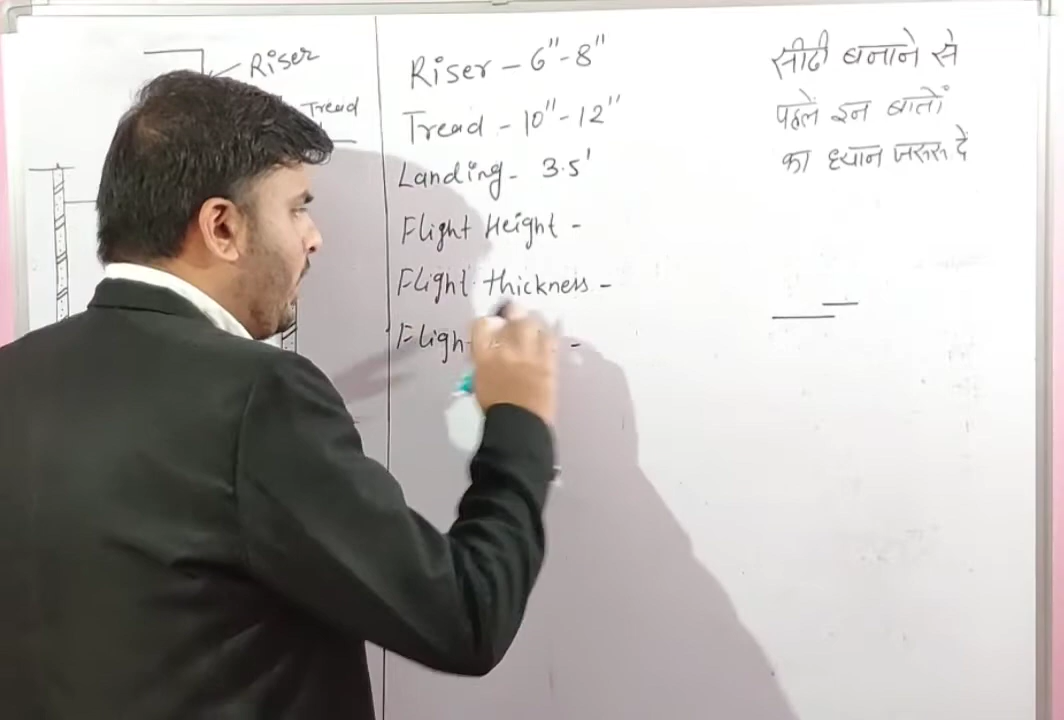 Riser
Tread
Riser - 6" - 8"
Tread - 10" - 12"
Landing - 3.5'
Flight Height -
Flight thickness -
-
सीढी बनाने से
पहले इन बातों
का ध्यान जरूर दें